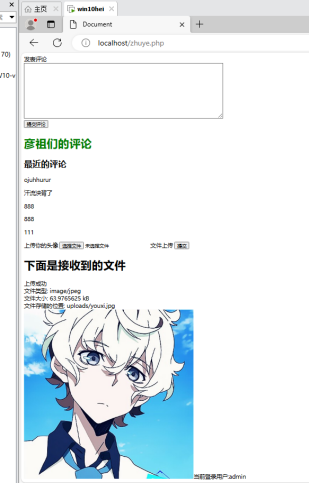 主页
win10hei
Document
70)
localhost/zhuye.php
发表评论
提交评论
彦祖们的评论
最近的评论
ojuhhurur
汗流浃背了
888
888
111
上传你的头像 选择文件 未选择文件 文件上传 提交
下面是接收到的文件
上传成功
文件类型: image/jpeg
文件大小: 63.9765625 kB
文件存储的位置: uploads/youxi.jpg
当前登录用户:admin